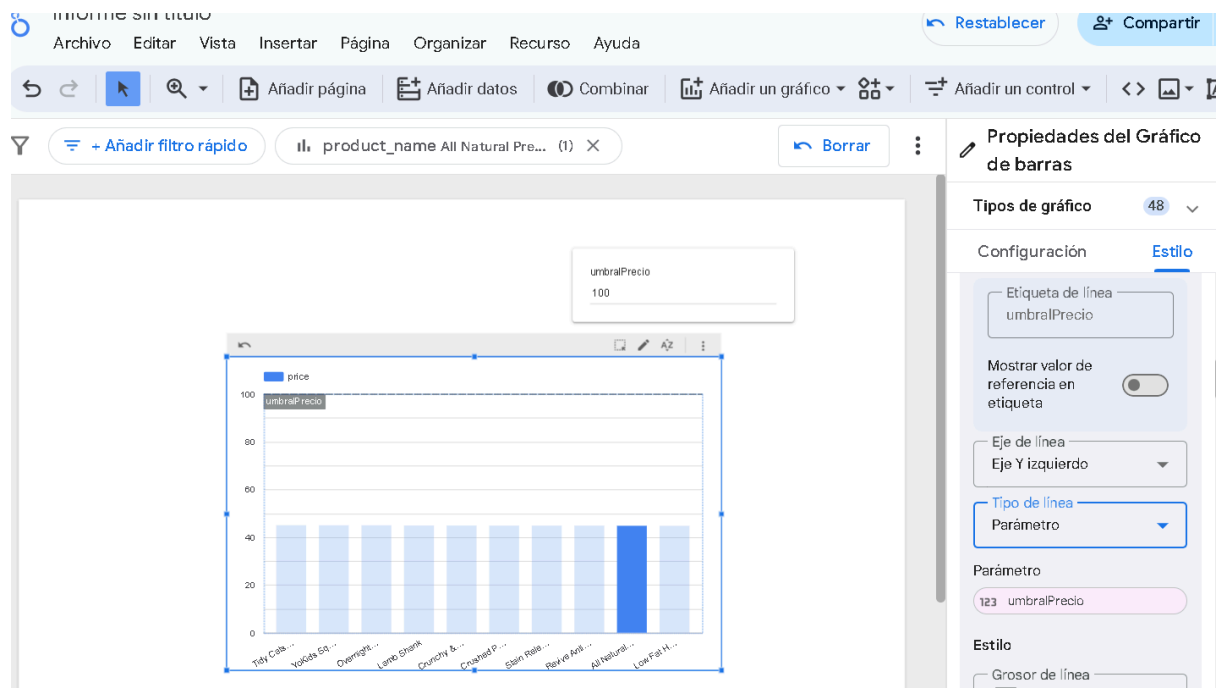 Informe sin título
Restablecer
Compartir
Archivo Editar Vista Insertar Página Organizar Recurso Ayuda
Añadir página Añadir datos Combinar Añadir un gráfico Añadir un control
+ Añadir filtro rápido
product_name All Natural Pre... (1)
Borrar
Propiedades del Gráfico
de barras
Tipos de gráfico 48
Configuración Estilo
umbralPrecio
100
price
100
umbralPrecio
80
60
40
20
0
Tidy Cats...
YoKids Sq...
Overnight...
Lamb Shank
Crunchy &...
Crushed P...
Stain Rele...
Revive Anti...
All Natural...
Low Fat H...
Etiqueta de línea
umbralPrecio
Mostrar valor de
referencia en
etiqueta
Eje de línea
Eje Y izquierdo
Tipo de línea
Parámetro
Parámetro
123 umbralPrecio
Estilo
Grosor de línea